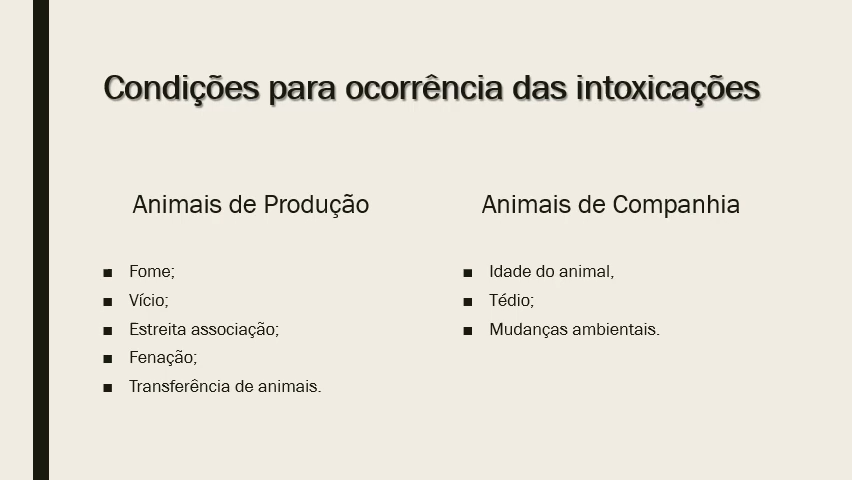 Condições para ocorrência das intoxicações
Animais de Produção
■ Fome;
■ Vício;
■ Estreita associação;
■ Fenação;
■ Transferência de animais.
Animais de Companhia
■ Idade do animal,
■ Tédio;
■ Mudanças ambientais.